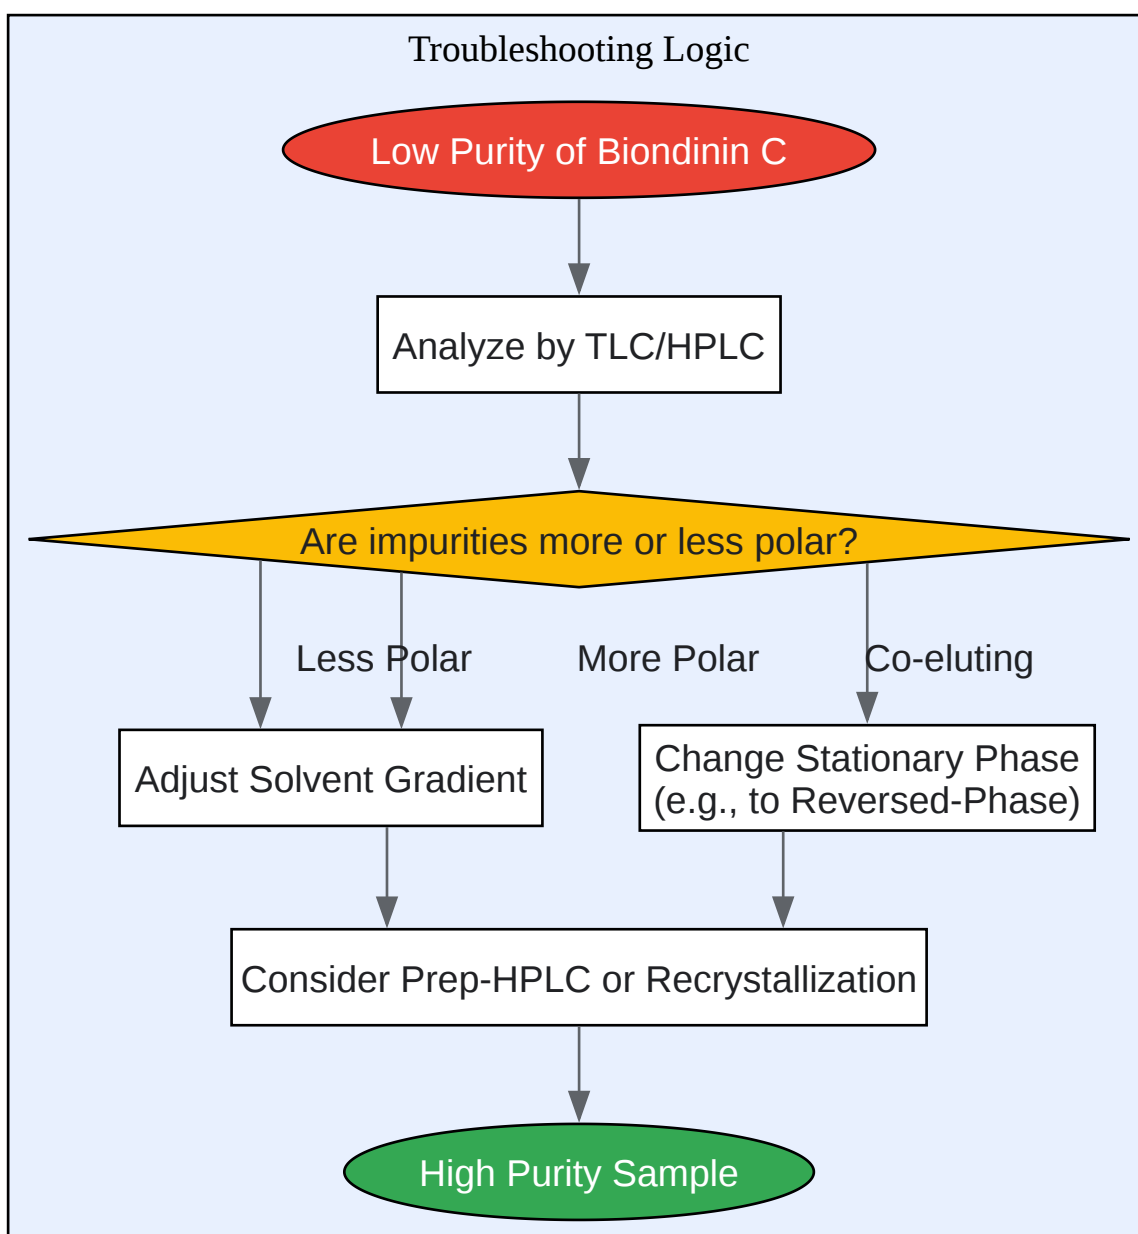 Troubleshooting Logic
Low Purity of Biondinin C
Analyze by TLC/HPLC
Are impurities more or less polar?
Less Polar
More Polar
Co-eluting
Adjust Solvent Gradient
Change Stationary Phase
(e.g., to Reversed-Phase)
Consider Prep-HPLC or Recrystallization
High Purity Sample